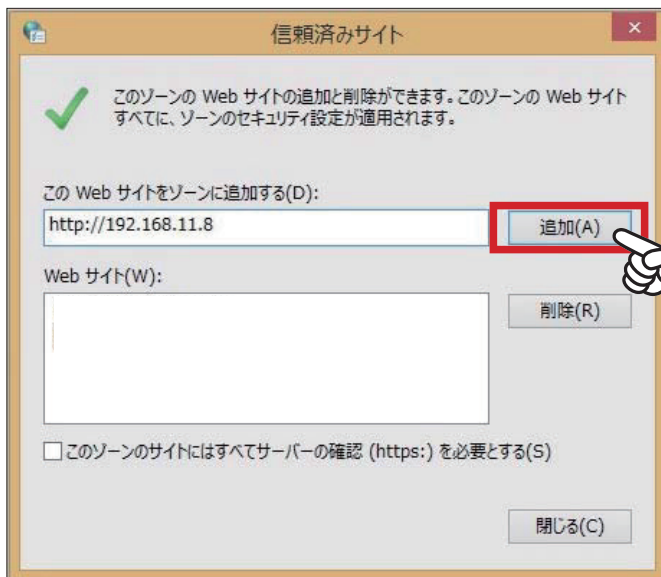 信頼済みサイト
このゾーンの Web サイトの追加と削除ができます。このゾーンの Web サイト
すべてに、ゾーンのセキュリティ設定が適用されます。
この Web サイトをゾーンに追加する(D):
http://192.168.11.8
追加(A)
Web サイト(W):
削除(R)
このゾーンのサイトにはすべてサーバーの確認 (https:) を必要とする(S)
閉じる(C)